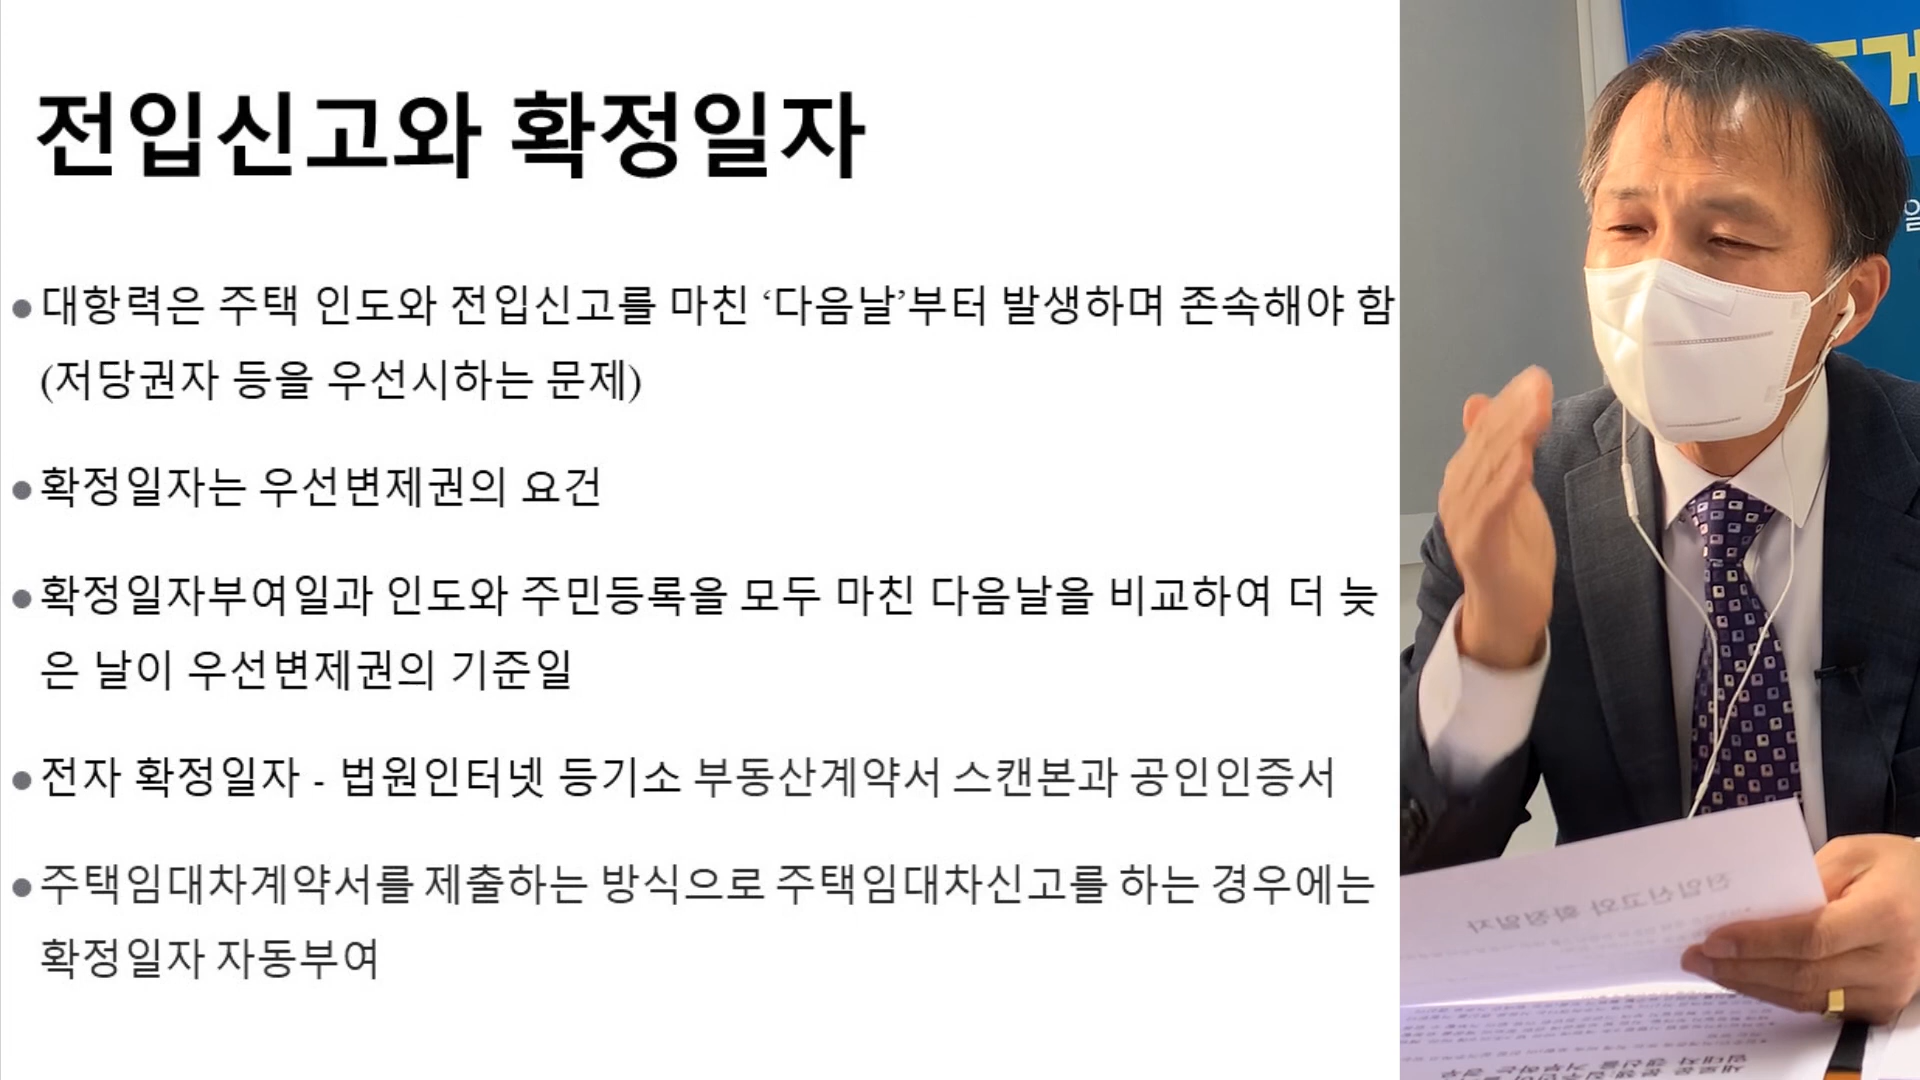 전입신고와 확정일자
● 대항력은 주택 인도와 전입신고를 마친 ‘다음날’부터 발생하며 존속해야 함
(저당권자 등을 우선시하는 문제)
● 확정일자는 우선변제권의 요건
● 확정일자부여일과 인도와 주민등록을 모두 마친 다음날을 비교하여 더 늦
은 날이 우선변제권의 기준일
● 전자 확정일자 - 법원인터넷 등기소 부동산계약서 스캔본과 공인인증서
● 주택임대차계약서를 제출하는 방식으로 주택임대차신고를 하는 경우에는
확정일자 자동부여
전입신고와 확정일자